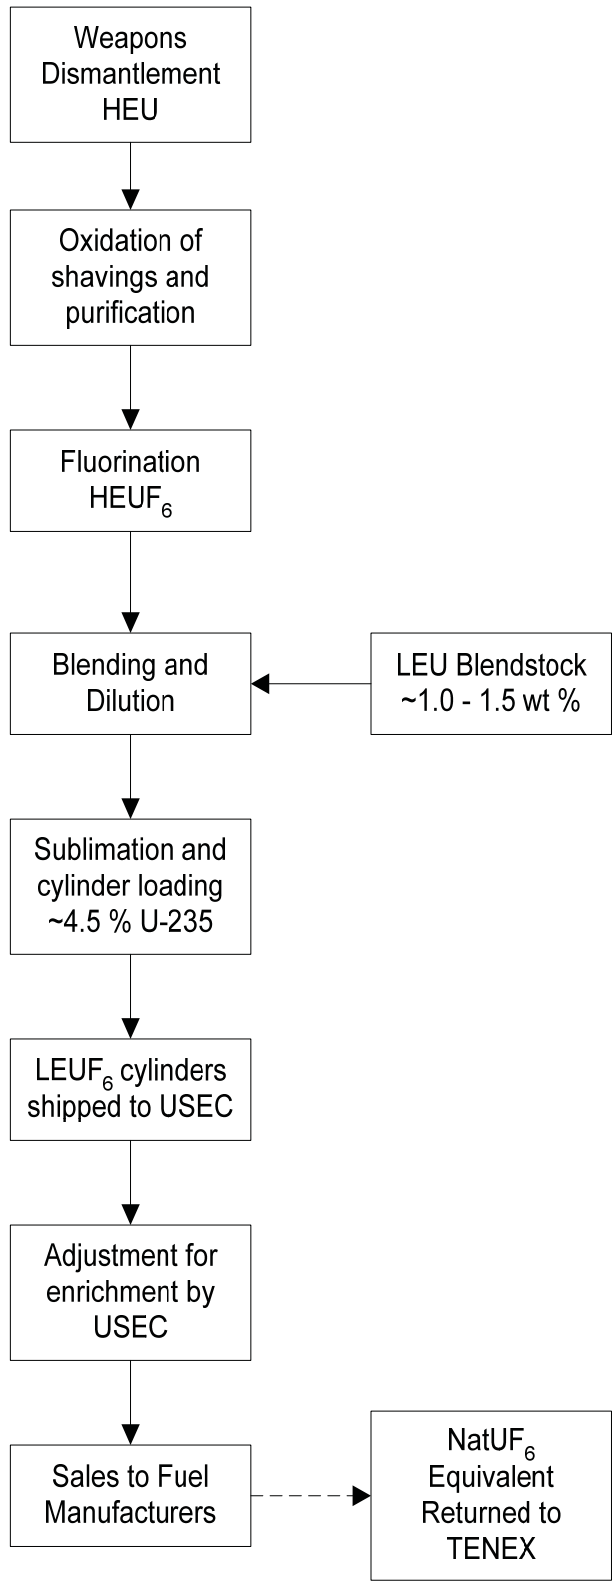 Weapons
Dismantlement
HEU
Oxidation of
shavings and
purification
Fluorination
HEUF₆
Blending and
Dilution
LEU Blendstock
~1.0 - 1.5 wt %
Sublimation and
cylinder loading
~4.5 % U-235
LEUF₆ cylinders
shipped to USEC
Adjustment for
enrichment by
USEC
Sales to Fuel
Manufacturers
NatUF₆
Equivalent
Returned to
TENEX